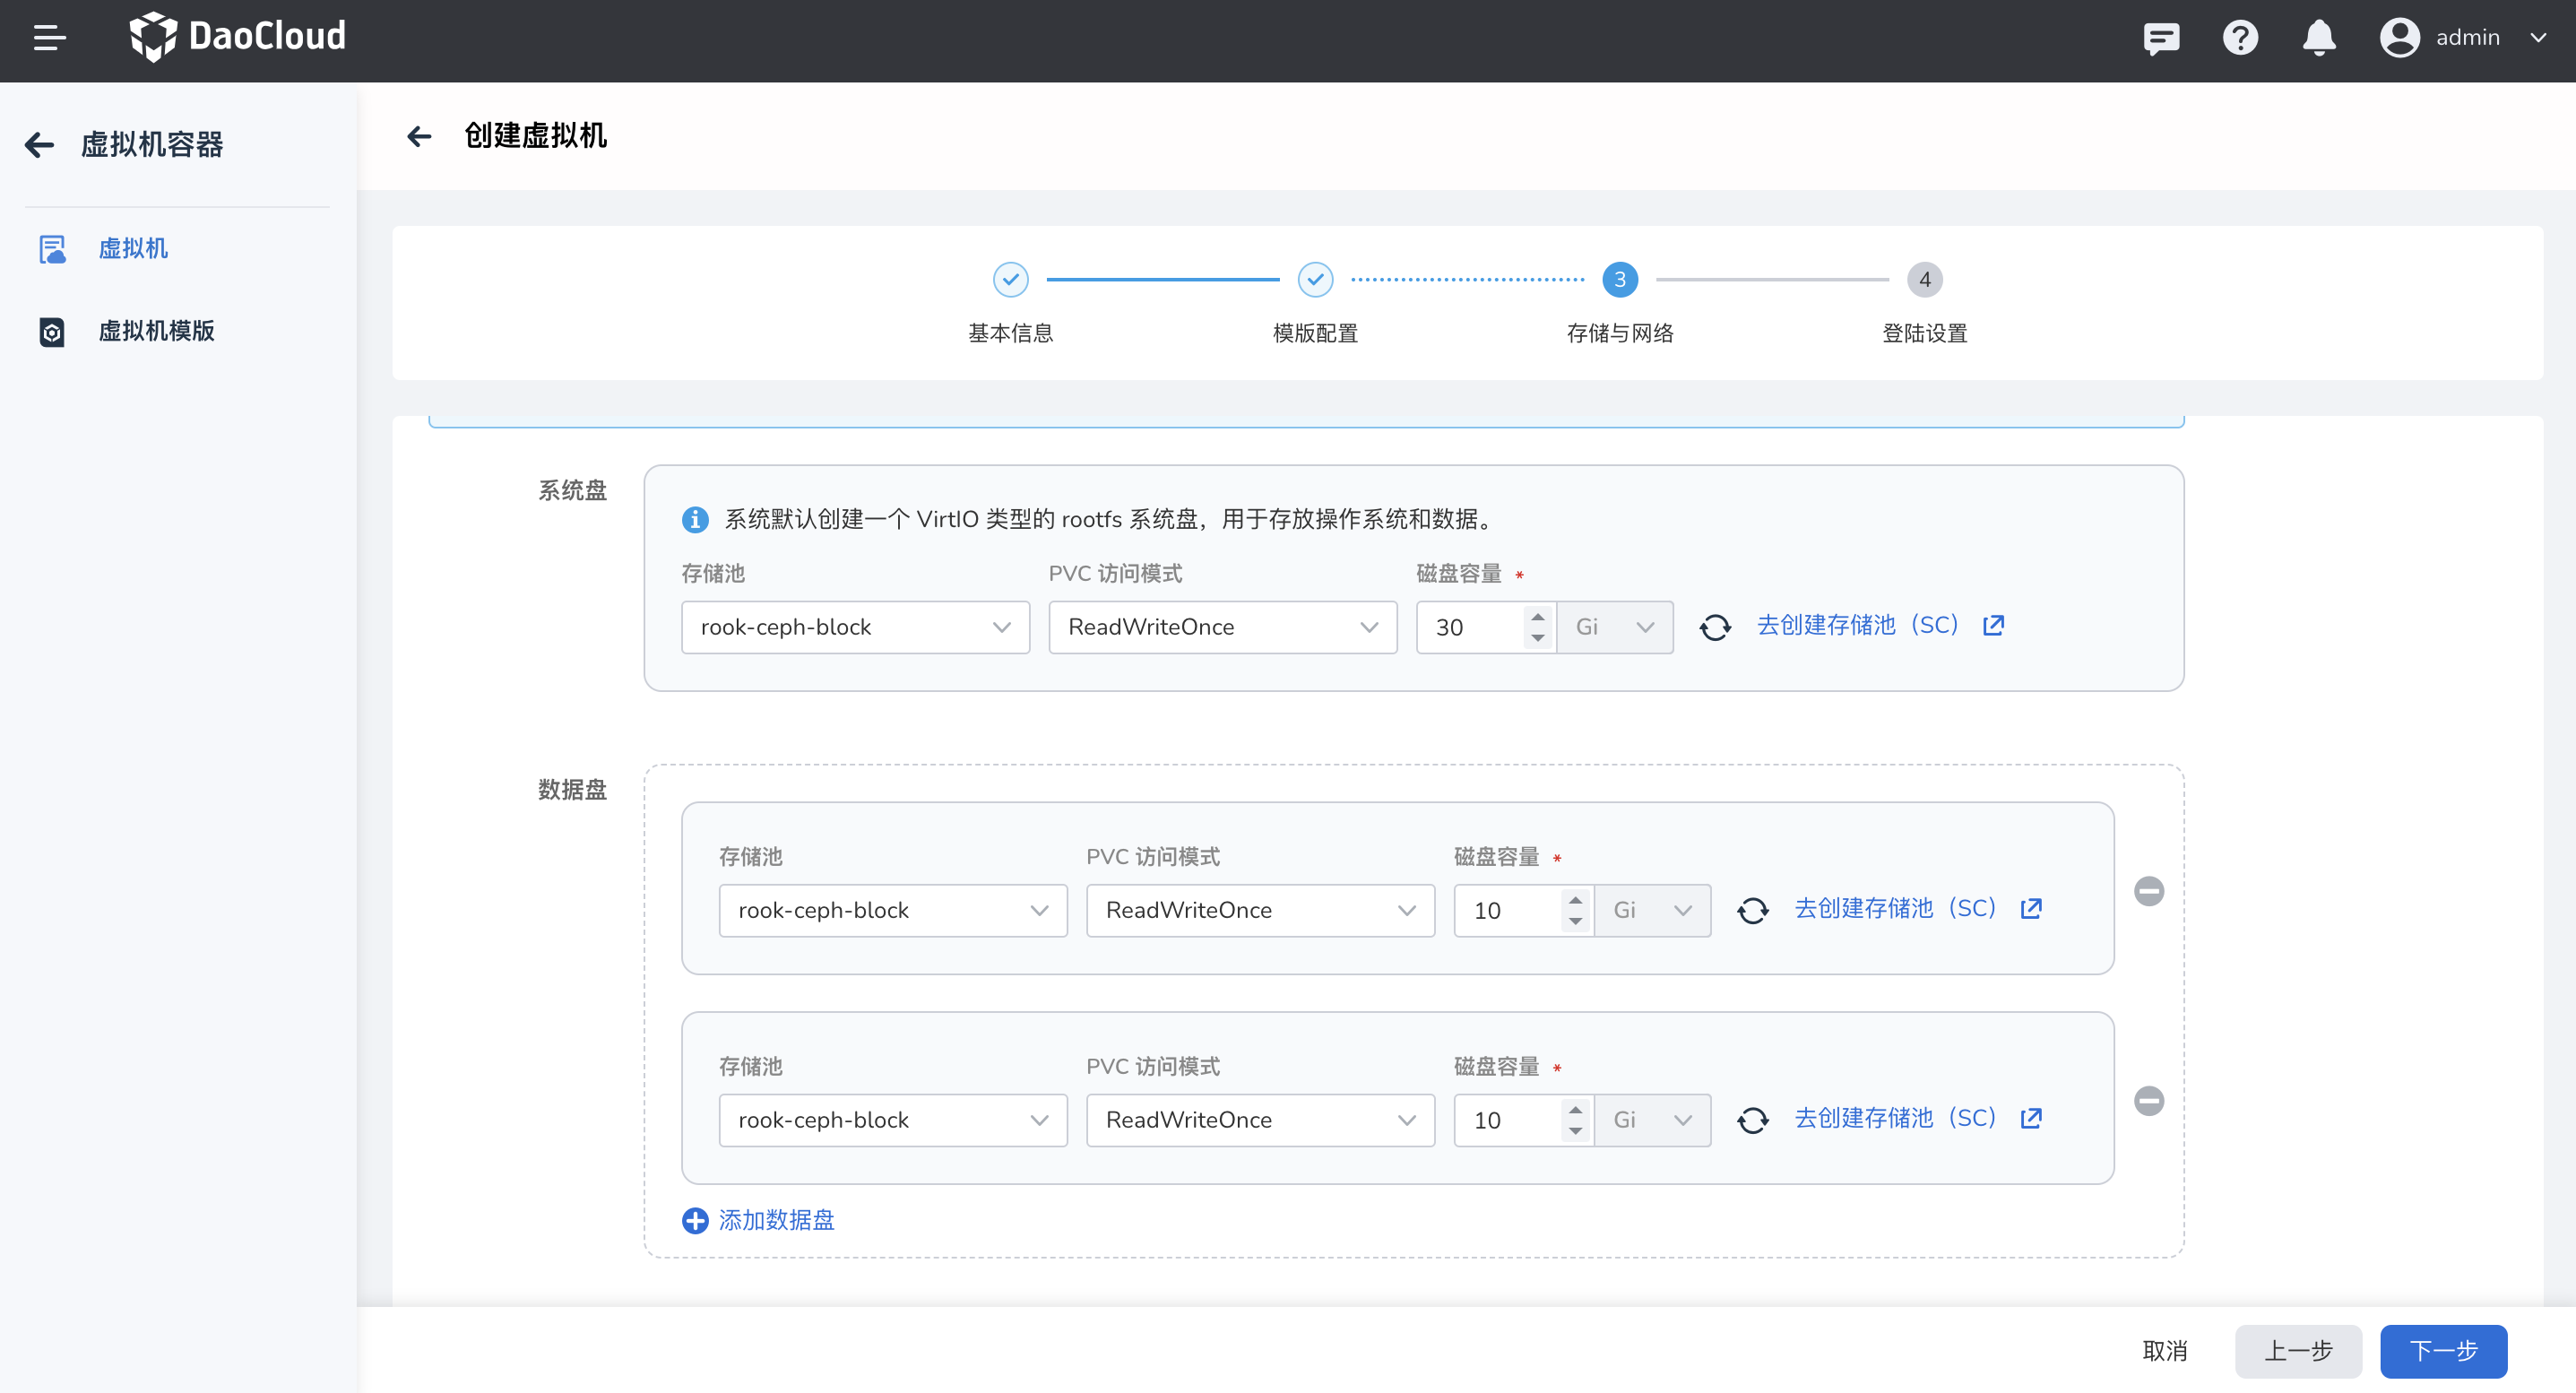 DaoCloud
admin
虚拟机容器
虚拟机
虚拟机模版
创建虚拟机
3
4
基本信息
模版配置
存储与网络
登陆设置
系统盘
系统默认创建一个 VirtIO 类型的 rootfs 系统盘，用于存放操作系统和数据。
存储池 PVC 访问模式 磁盘容量 *
rook-ceph-block ReadWriteOnce 30 Gi 去创建存储池（SC）
数据盘
存储池 PVC 访问模式 磁盘容量 *
rook-ceph-block ReadWriteOnce 10 Gi 去创建存储池（SC）
存储池 PVC 访问模式 磁盘容量 *
rook-ceph-block ReadWriteOnce 10 Gi 去创建存储池（SC）
添加数据盘
取消 上一步 下一步